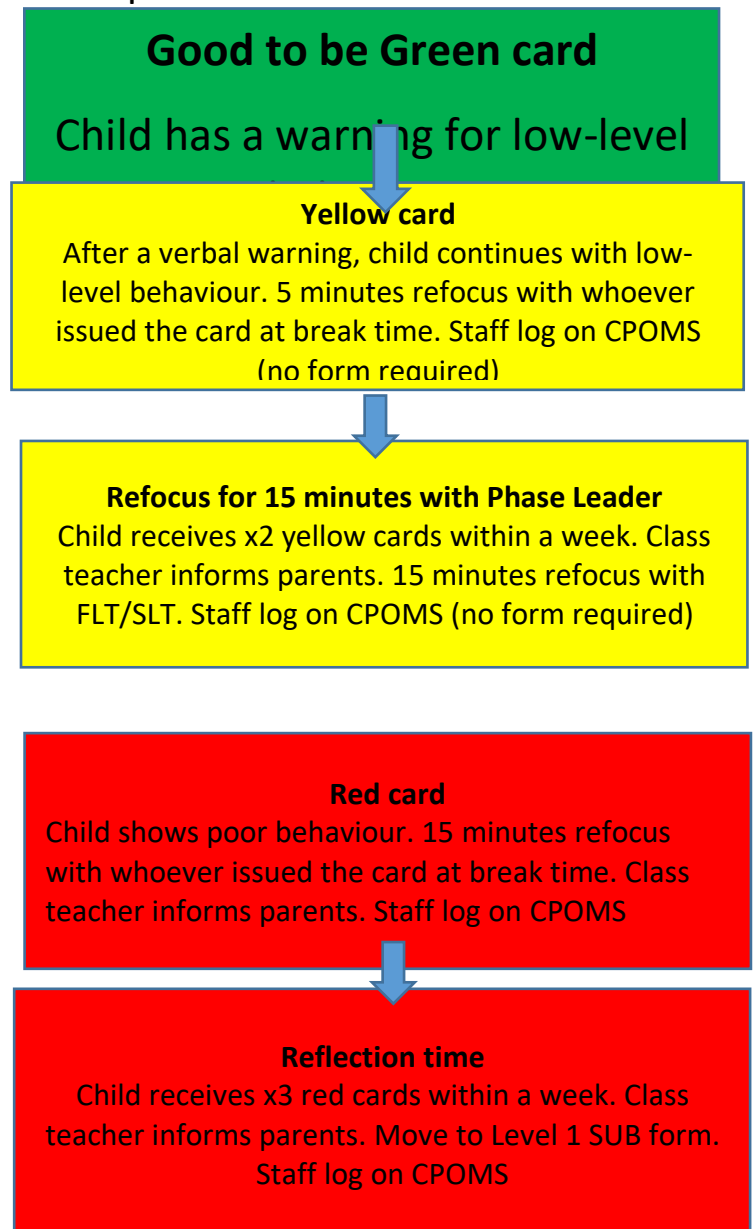 Good to be Green card
Child has a warning for low-level
Yellow card
After a verbal warning, child continues with low-
level behaviour. 5 minutes refocus with whoever
issued the card at break time. Staff log on CPOMS
(no form required)
Refocus for 15 minutes with Phase Leader
Child receives x2 yellow cards within a week. Class
teacher informs parents. 15 minutes refocus with
FLT/SLT. Staff log on CPOMS (no form required)
Red card
Child shows poor behaviour. 15 minutes refocus
with whoever issued the card at break time. Class
teacher informs parents. Staff log on CPOMS
Reflection time
Child receives x3 red cards within a week. Class
teacher informs parents. Move to Level 1 SUB form.
Staff log on CPOMS